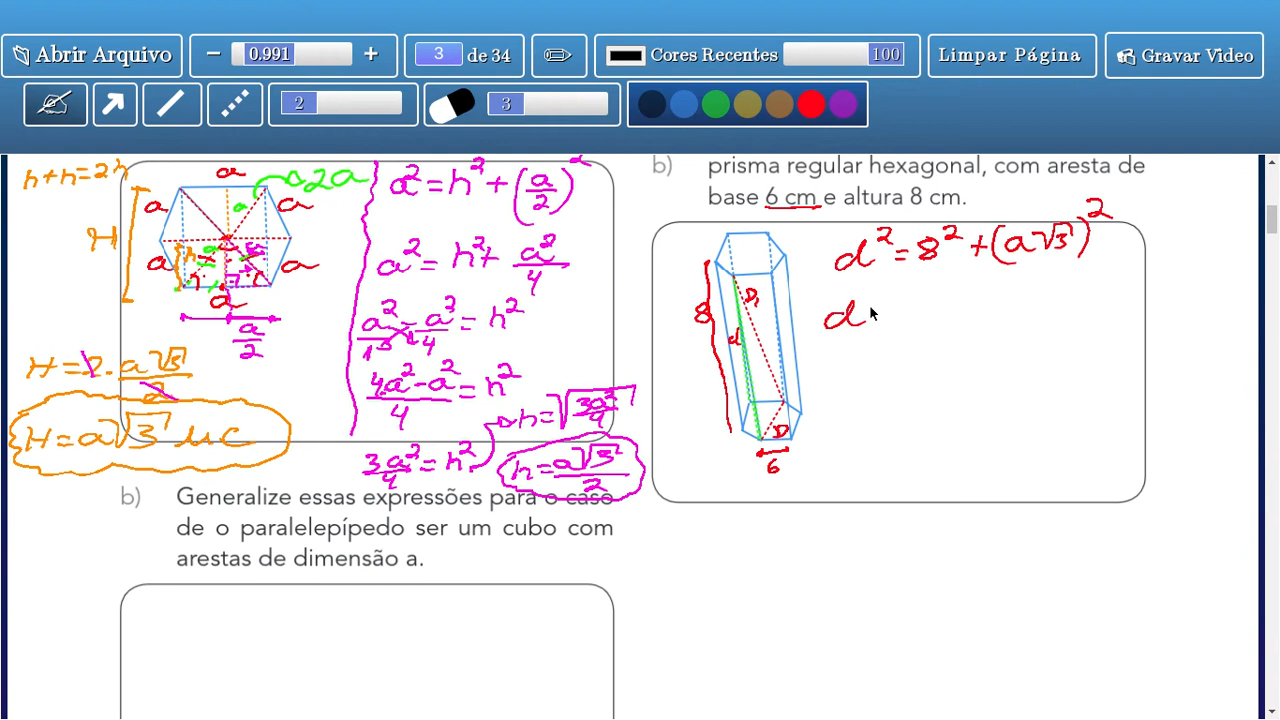 Abrir Arquivo
− 0.991 +
3 de 34
Cores Recentes 100
Limpar Página
Gravar Video
2
3
h+h=2h
H
a
a
a
a
a
a
2a
a/2
H = 2·a√3/2
H = a√3 u.c
a² = h² + (a/2)²
a² = h² + a²/4
a²/1 − a²/4 = h²
4a² − a²/4 = h²
3a²/4 = h²
h = √3a²/4
h = a√3/2
b) Generalize essas expressões para o caso
de o paralelepípedo ser um cubo com
arestas de dimensão a.
b) prisma regular hexagonal, com aresta de
base 6 cm e altura 8 cm.
8
D₁
d
D
6
d² = 8² + (a√3)²
d